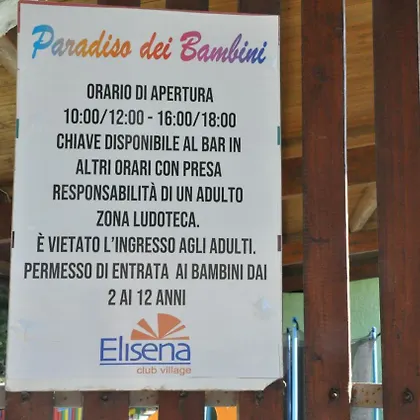 Paradiso dei Bambini
ORARIO DI APERTURA
10:00/12:00 - 16:00/18:00
CHIAVE DISPONIBILE AL BAR IN
ALTRI ORARI CON PRESA
RESPONSABILITÀ DI UN ADULTO
ZONA LUDOTECA.
È VIETATO L'INGRESSO AGLI ADULTI.
PERMESSO DI ENTRATA AI BAMBINI DAI
2 AI 12 ANNI
Elisena
club village